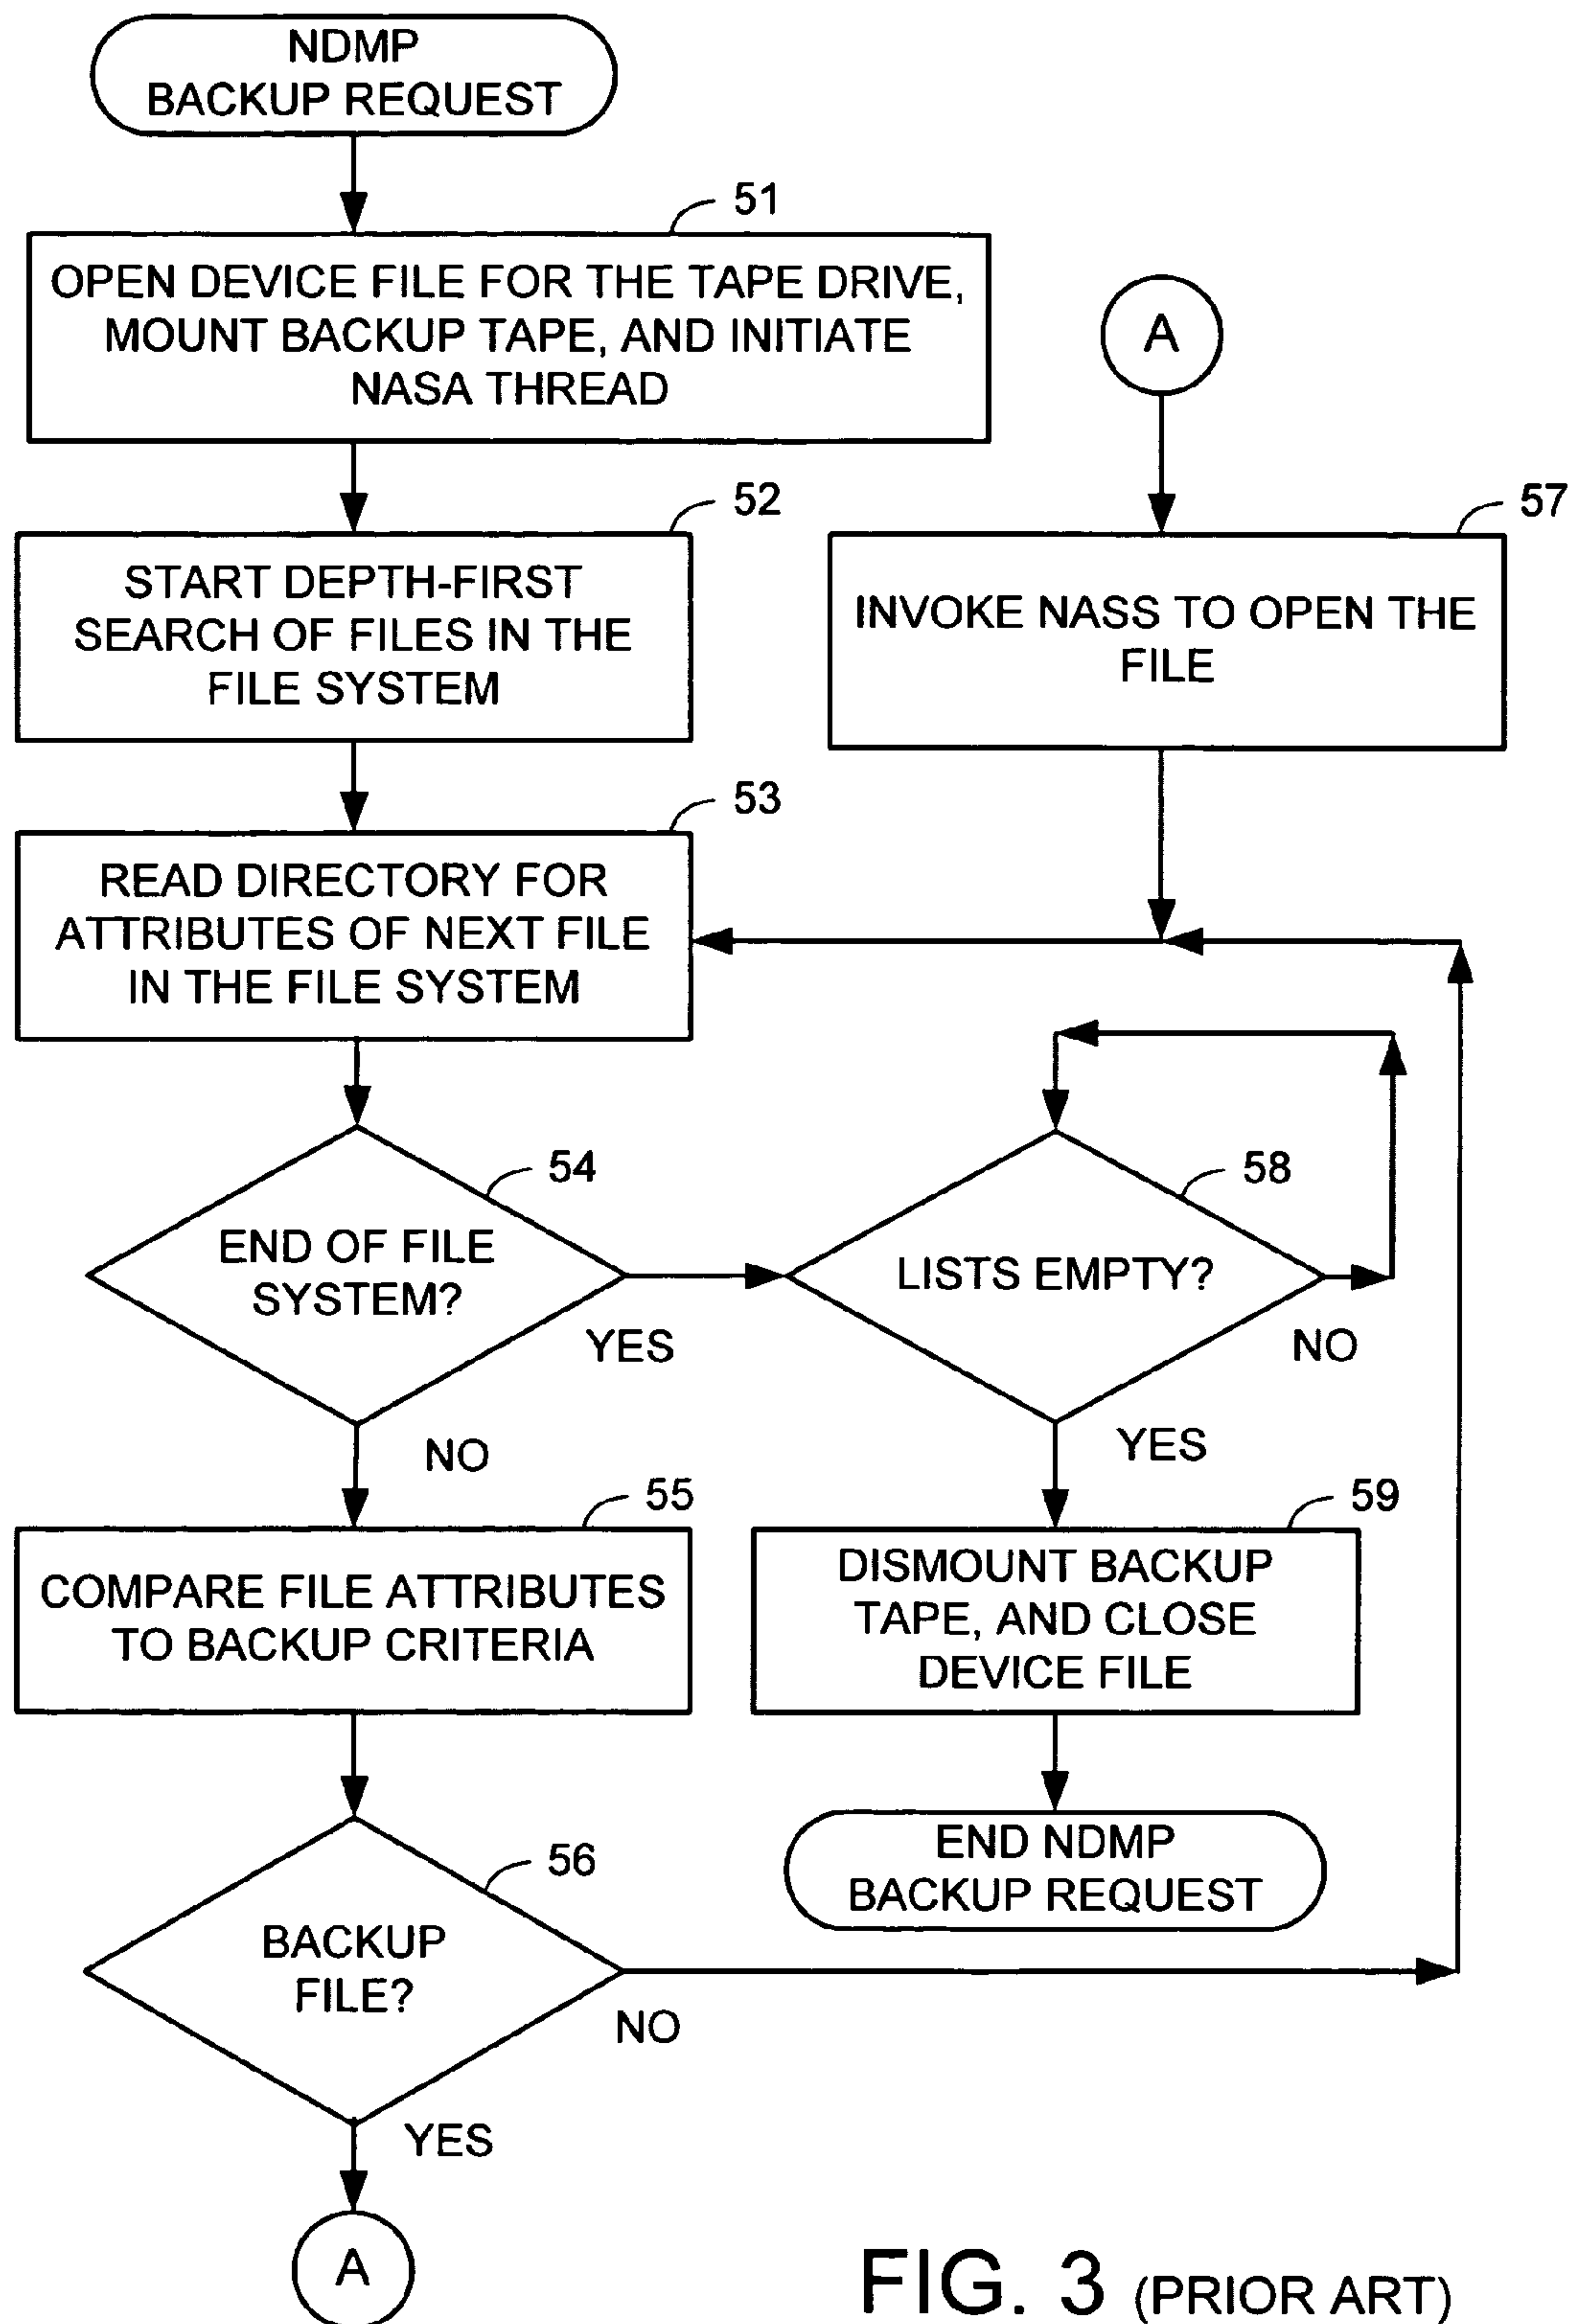 NDMP
BACKUP REQUEST
51
OPEN DEVICE FILE FOR THE TAPE DRIVE,
MOUNT BACKUP TAPE, AND INITIATE
NASA THREAD
52
START DEPTH-FIRST
SEARCH OF FILES IN THE
FILE SYSTEM
53
READ DIRECTORY FOR
ATTRIBUTES OF NEXT FILE
IN THE FILE SYSTEM
54
END OF FILE
SYSTEM?
YES
NO
55
COMPARE FILE ATTRIBUTES
TO BACKUP CRITERIA
56
BACKUP
FILE?
NO
YES
A
A
57
INVOKE NASS TO OPEN THE
FILE
58
LISTS EMPTY?
NO
YES
59
DISMOUNT BACKUP
TAPE, AND CLOSE
DEVICE FILE
END NDMP
BACKUP REQUEST
FIG. 3 (PRIOR ART)